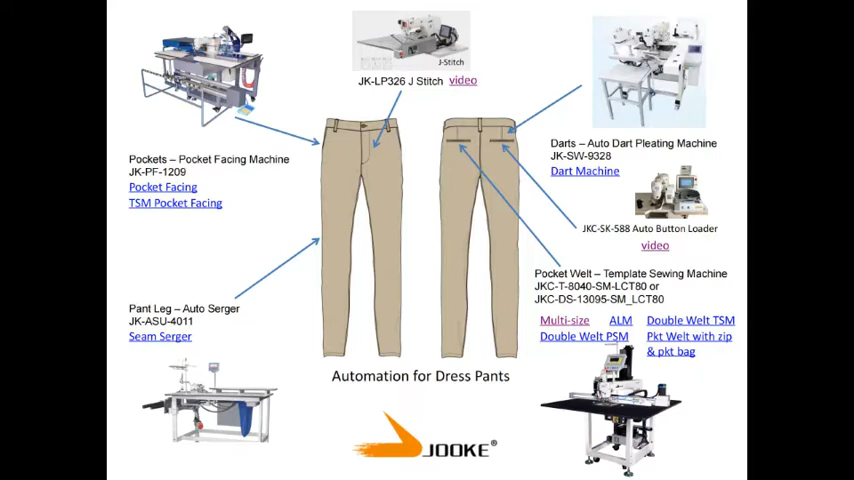 J-Stitch
JK-LP326 J Stitch video
Pockets – Pocket Facing Machine
JK-PF-1209
Pocket Facing
TSM Pocket Facing
Darts – Auto Dart Pleating Machine
JK-SW-9328
Dart Machine
JKC-SK-588 Auto Button Loader
video
Pocket Welt – Template Sewing Machine
JKC-T-8040-SM-LCT80 or
JKC-DS-13095-SM_LCT80
Multi-size ALM Double Welt TSM
Double Welt PSM Pkt Welt with zip
& pkt bag
Pant Leg – Auto Serger
JK-ASU-4011
Seam Serger
Automation for Dress Pants
JOOKE®